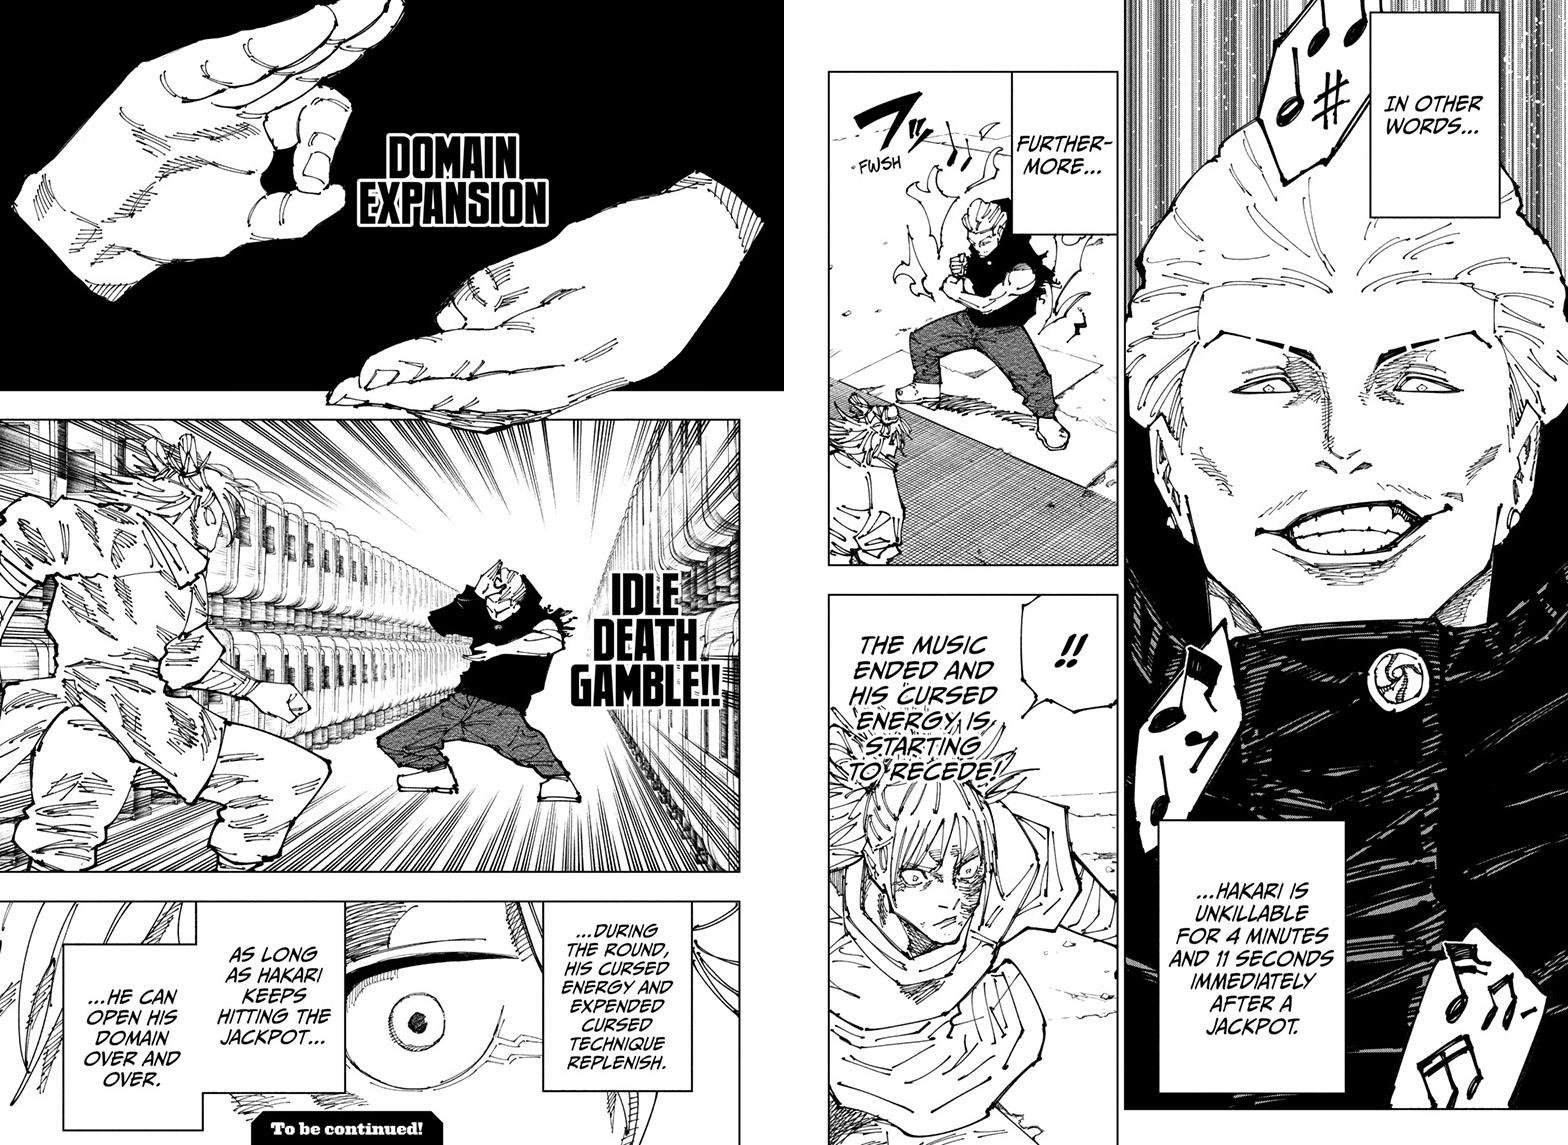 IN OTHER
WORDS...
...HAKARI IS
UNKILLABLE
FOR 4 MINUTES
AND 11 SECONDS
IMMEDIATELY
AFTER A
JACKPOT.
FURTHER-
MORE...
フッ
FWSH
!!
THE MUSIC
ENDED AND
HIS CURSED
ENERGY IS
STARTING
TO RECEDE!
DOMAIN
EXPANSION
IDLE
DEATH
GAMBLE!!
...DURING
THE ROUND,
HIS CURSED
ENERGY AND
EXPENDED
CURSED
TECHNIQUE
REPLENISH.
AS LONG
AS HAKARI
KEEPS
HITTING THE
JACKPOT...
...HE CAN
OPEN HIS
DOMAIN
OVER AND
OVER.
To be continued!